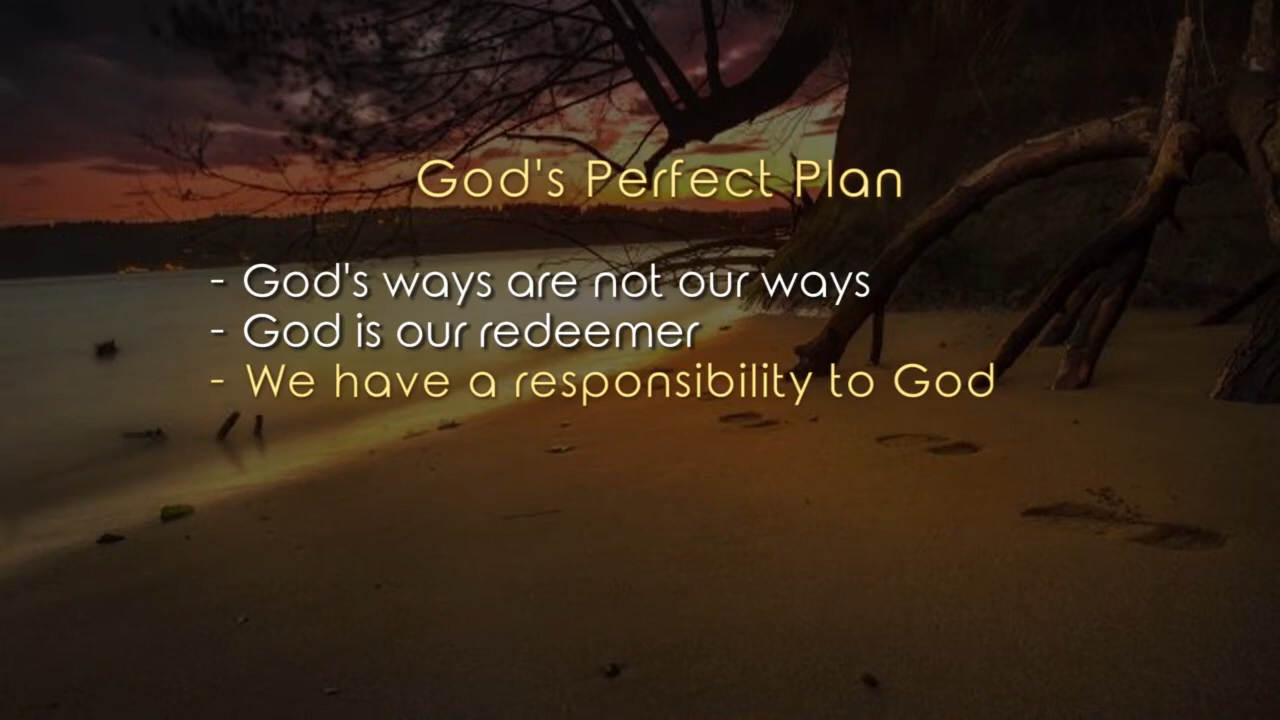 God's Perfect Plan
- God's ways are not our ways
- God is our redeemer
- We have a responsibility to God